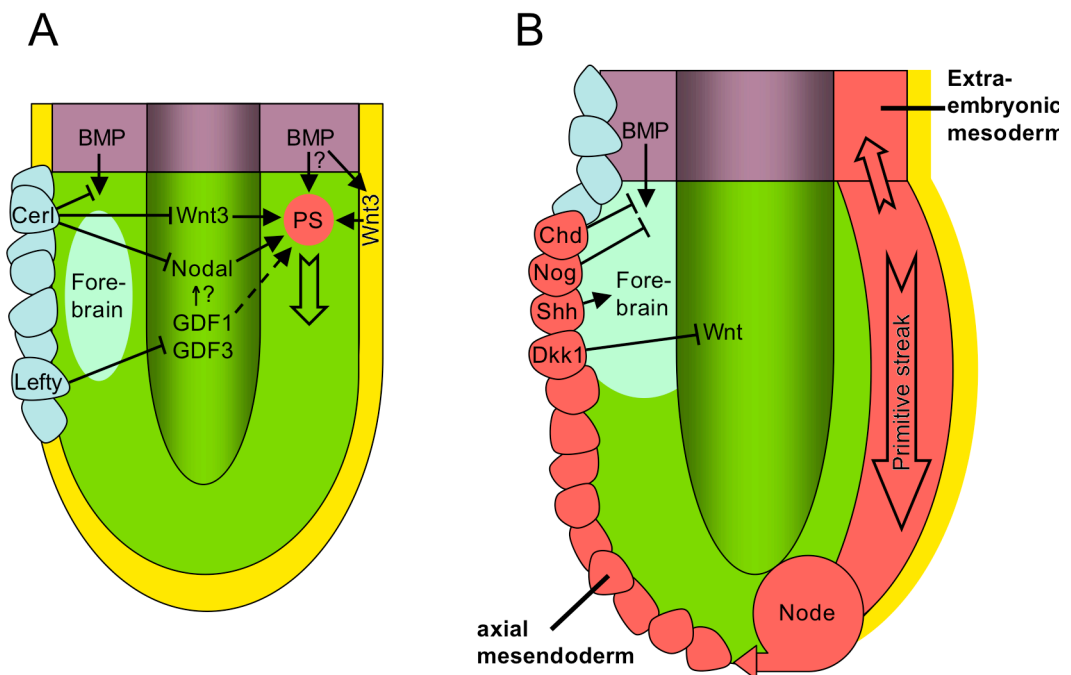 A
BMP
BMP
?
Cerl
Wnt3
PS
Wnt3
Nodal
?
Fore-
brain
GDF1
GDF3
Lefty
B
Extra-
embryonic
mesoderm
BMP
Chd
Nog
Shh
Fore-
brain
Dkk1
Wnt
Primitive streak
Node
axial
mesendoderm